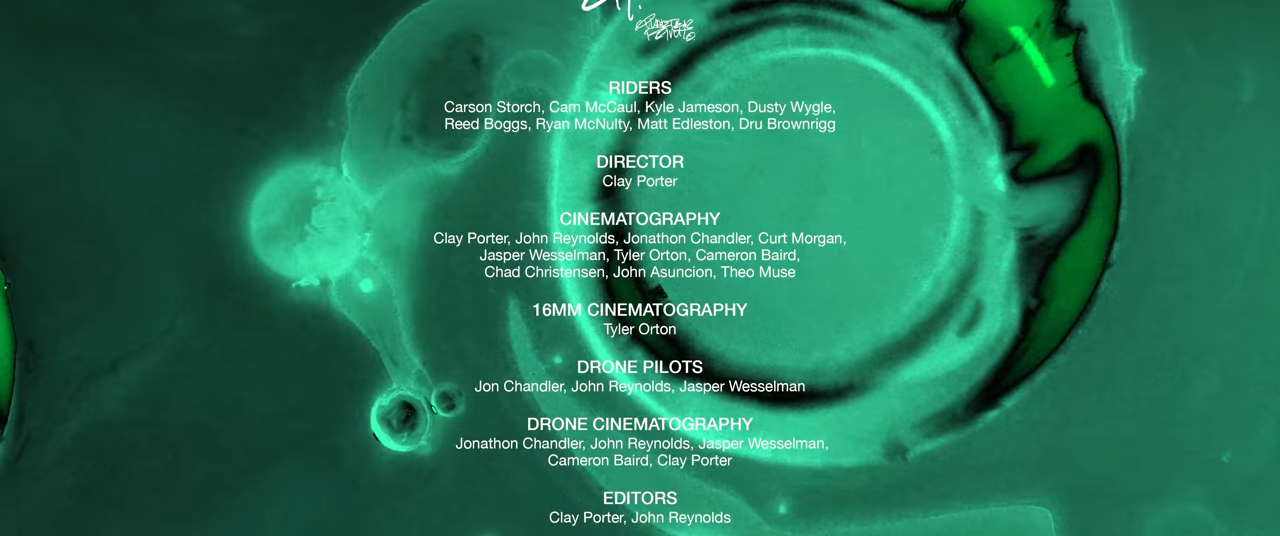 RIDERS
Carson Storch, Cam McCaul, Kyle Jameson, Dusty Wygle,
Reed Boggs, Ryan McNulty, Matt Edleston, Dru Brownrigg
DIRECTOR
Clay Porter
CINEMATOGRAPHY
Clay Porter, John Reynolds, Jonathon Chandler, Curt Morgan,
Jasper Wesselman, Tyler Orton, Cameron Baird,
Chad Christensen, John Asuncion, Theo Muse
16MM CINEMATOGRAPHY
Tyler Orton
DRONE PILOTS
Jon Chandler, John Reynolds, Jasper Wesselman
DRONE CINEMATOGRAPHY
Jonathon Chandler, John Reynolds, Jasper Wesselman,
Cameron Baird, Clay Porter
EDITORS
Clay Porter, John Reynolds